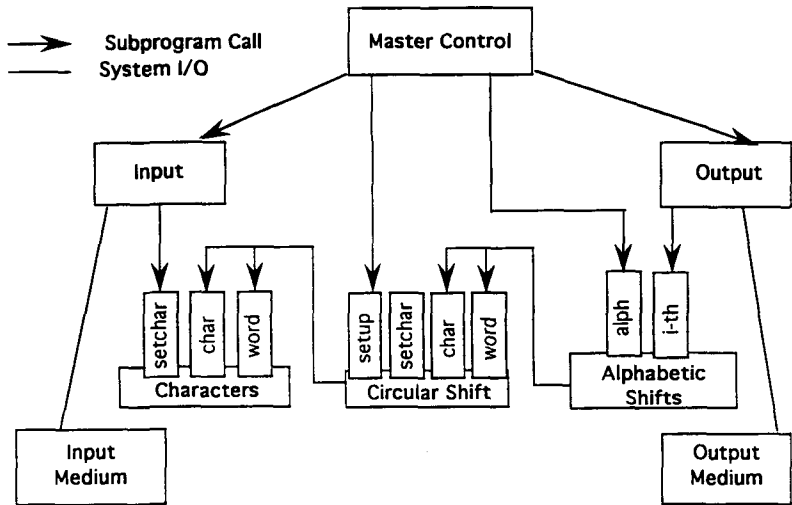 Subprogram Call
System I/O
Master Control
Input
Output
setchar
char
word
Characters
setup
setchar
char
word
Circular Shift
alph
i-th
Alphabetic
Shifts
Input
Medium
Output
Medium